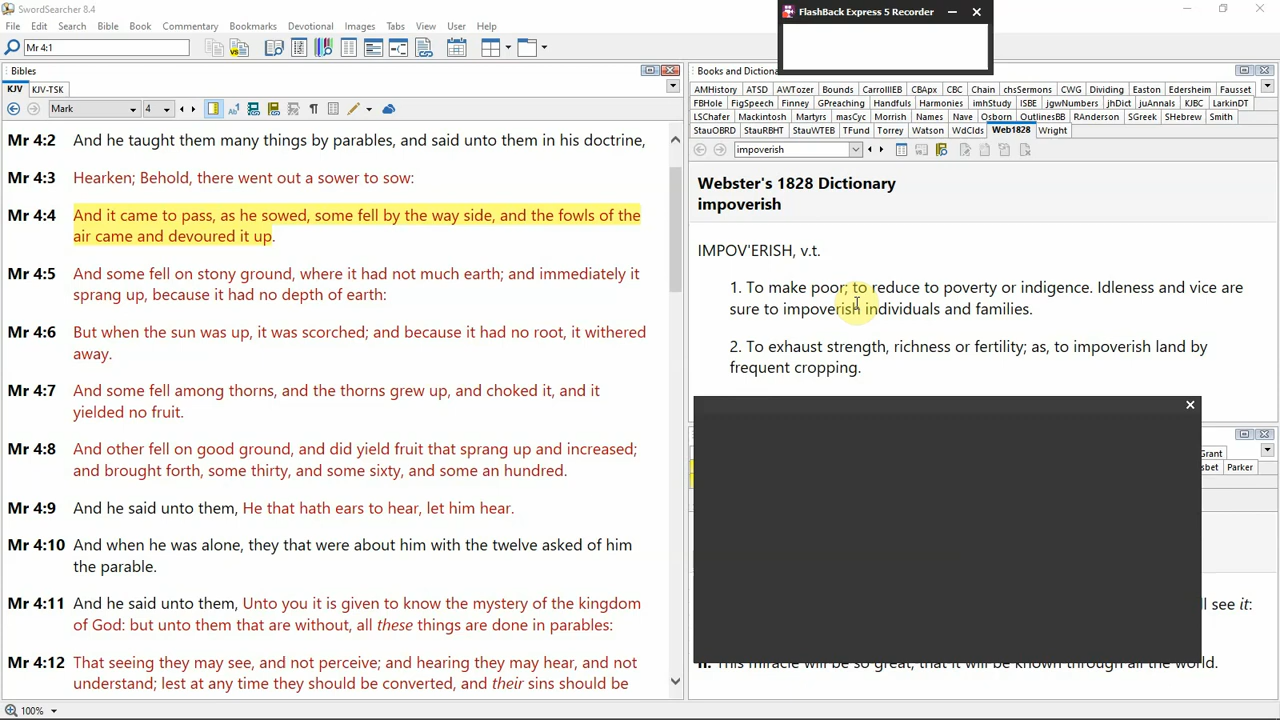 SwordSearcher 8.4
FlashBack Express 5 Recorder
File Edit Search Bible Book Commentary Bookmarks Devotional Images Tabs View User Help
Mr 4:1
VS
Bibles
KJV KJV-TSK
Mark 4
Mr 4:2 And he taught them many things by parables, and said unto them in his doctrine,
Mr 4:3 Hearken; Behold, there went out a sower to sow:
Mr 4:4 And it came to pass, as he sowed, some fell by the way side, and the fowls of the
air came and devoured it up.
Mr 4:5 And some fell on stony ground, where it had not much earth; and immediately it
sprang up, because it had no depth of earth:
Mr 4:6 But when the sun was up, it was scorched; and because it had no root, it withered
away.
Mr 4:7 And some fell among thorns, and the thorns grew up, and choked it, and it
yielded no fruit.
Mr 4:8 And other fell on good ground, and did yield fruit that sprang up and increased;
and brought forth, some thirty, and some sixty, and some an hundred.
Mr 4:9 And he said unto them, He that hath ears to hear, let him hear.
Mr 4:10 And when he was alone, they that were about him with the twelve asked of him
the parable.
Mr 4:11 And he said unto them, Unto you it is given to know the mystery of the kingdom
of God: but unto them that are without, all these things are done in parables:
Mr 4:12 That seeing they may see, and not perceive; and hearing they may hear, and not
understand; lest at any time they should be converted, and their sins should be
100%
Books and Dictiona
AMHistory ATSD AWTozer Bounds CarrollIEB CBApx CBC Chain chsSermons CWG Dividing Easton Edersheim Fausset
FBHole FigSpeech Finney GPreaching Handfuls Harmonies imhStudy ISBE jgwNumbers jhDict juAnnals KJBC LarkinDT
LSChafer Mackintosh Martyrs masCyc Morrish Names Nave Osborn OutlinesBB RAnderson SGreek SHebrew Smith
StauOBRD StauRBHT StauWTEB TFund Torrey Watson WdClds Web1828 Wright
impoverish
Webster's 1828 Dictionary
impoverish
IMPOV'ERISH, v.t.
1. To make poor; to reduce to poverty or indigence. Idleness and vice are
sure to impoverish individuals and families.
2. To exhaust strength, richness or fertility; as, to impoverish land by
frequent cropping.
Grant
sbet Parker
ll see it:
This miracle will be so great, that it will be known through all the world.